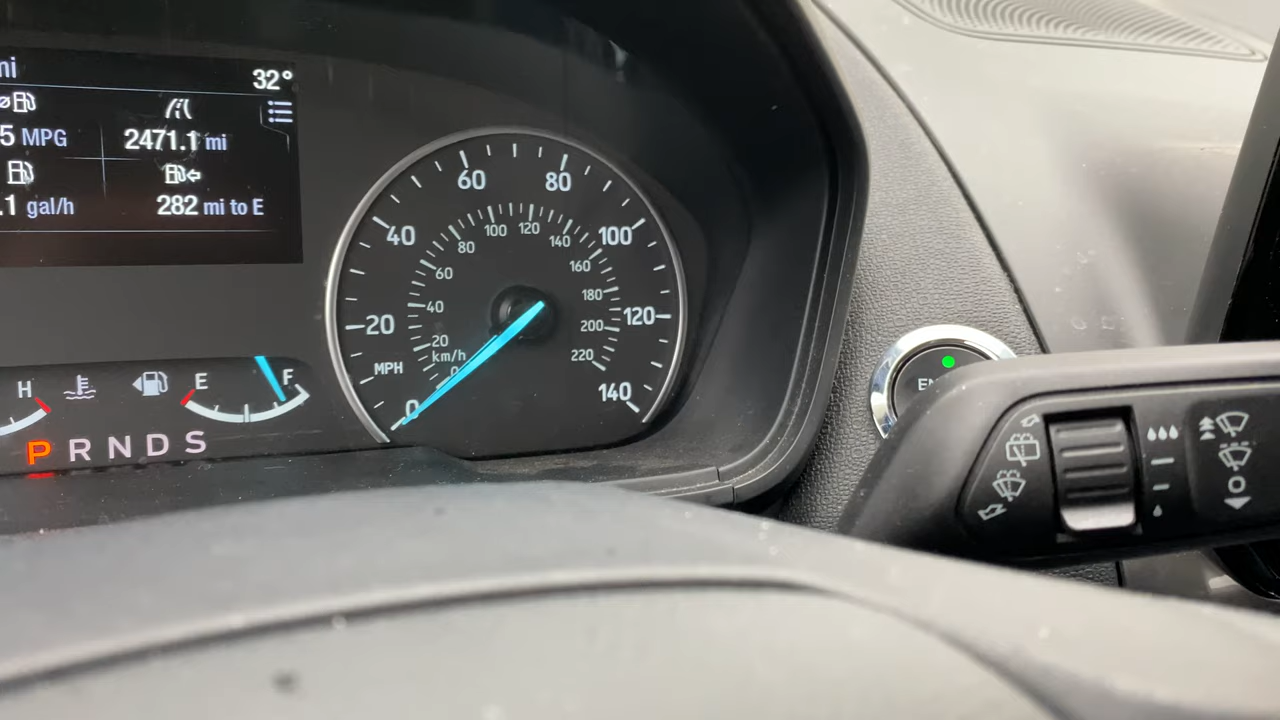 mi
32°
5 MPG
2471.1 mi
.1 gal/h
282 mi to E
H
E
F
P R N D S
0
20
40
60
80
100
120
140
MPH
0
20
40
60
80
100
120
140
160
180
200
220
km/h
EN